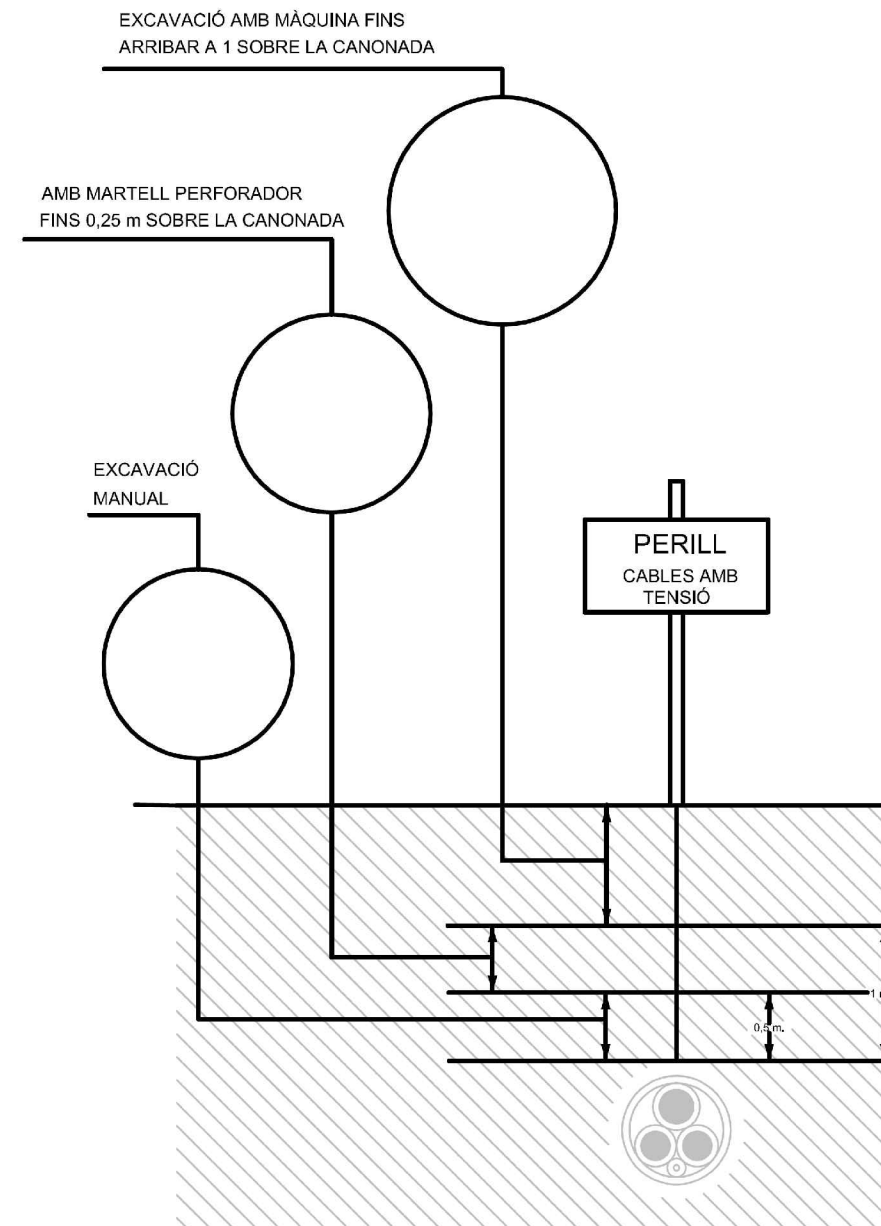 EXCAVACIÓ AMB MÀQUINA FINS
ARRIBAR A 1 SOBRE LA CANONADA
AMB MARTELL PERFORADOR
FINS 0,25 m SOBRE LA CANONADA
EXCAVACIÓ
MANUAL
PERILL
CABLES AMB
TENSIÓ
1
0,5 m.